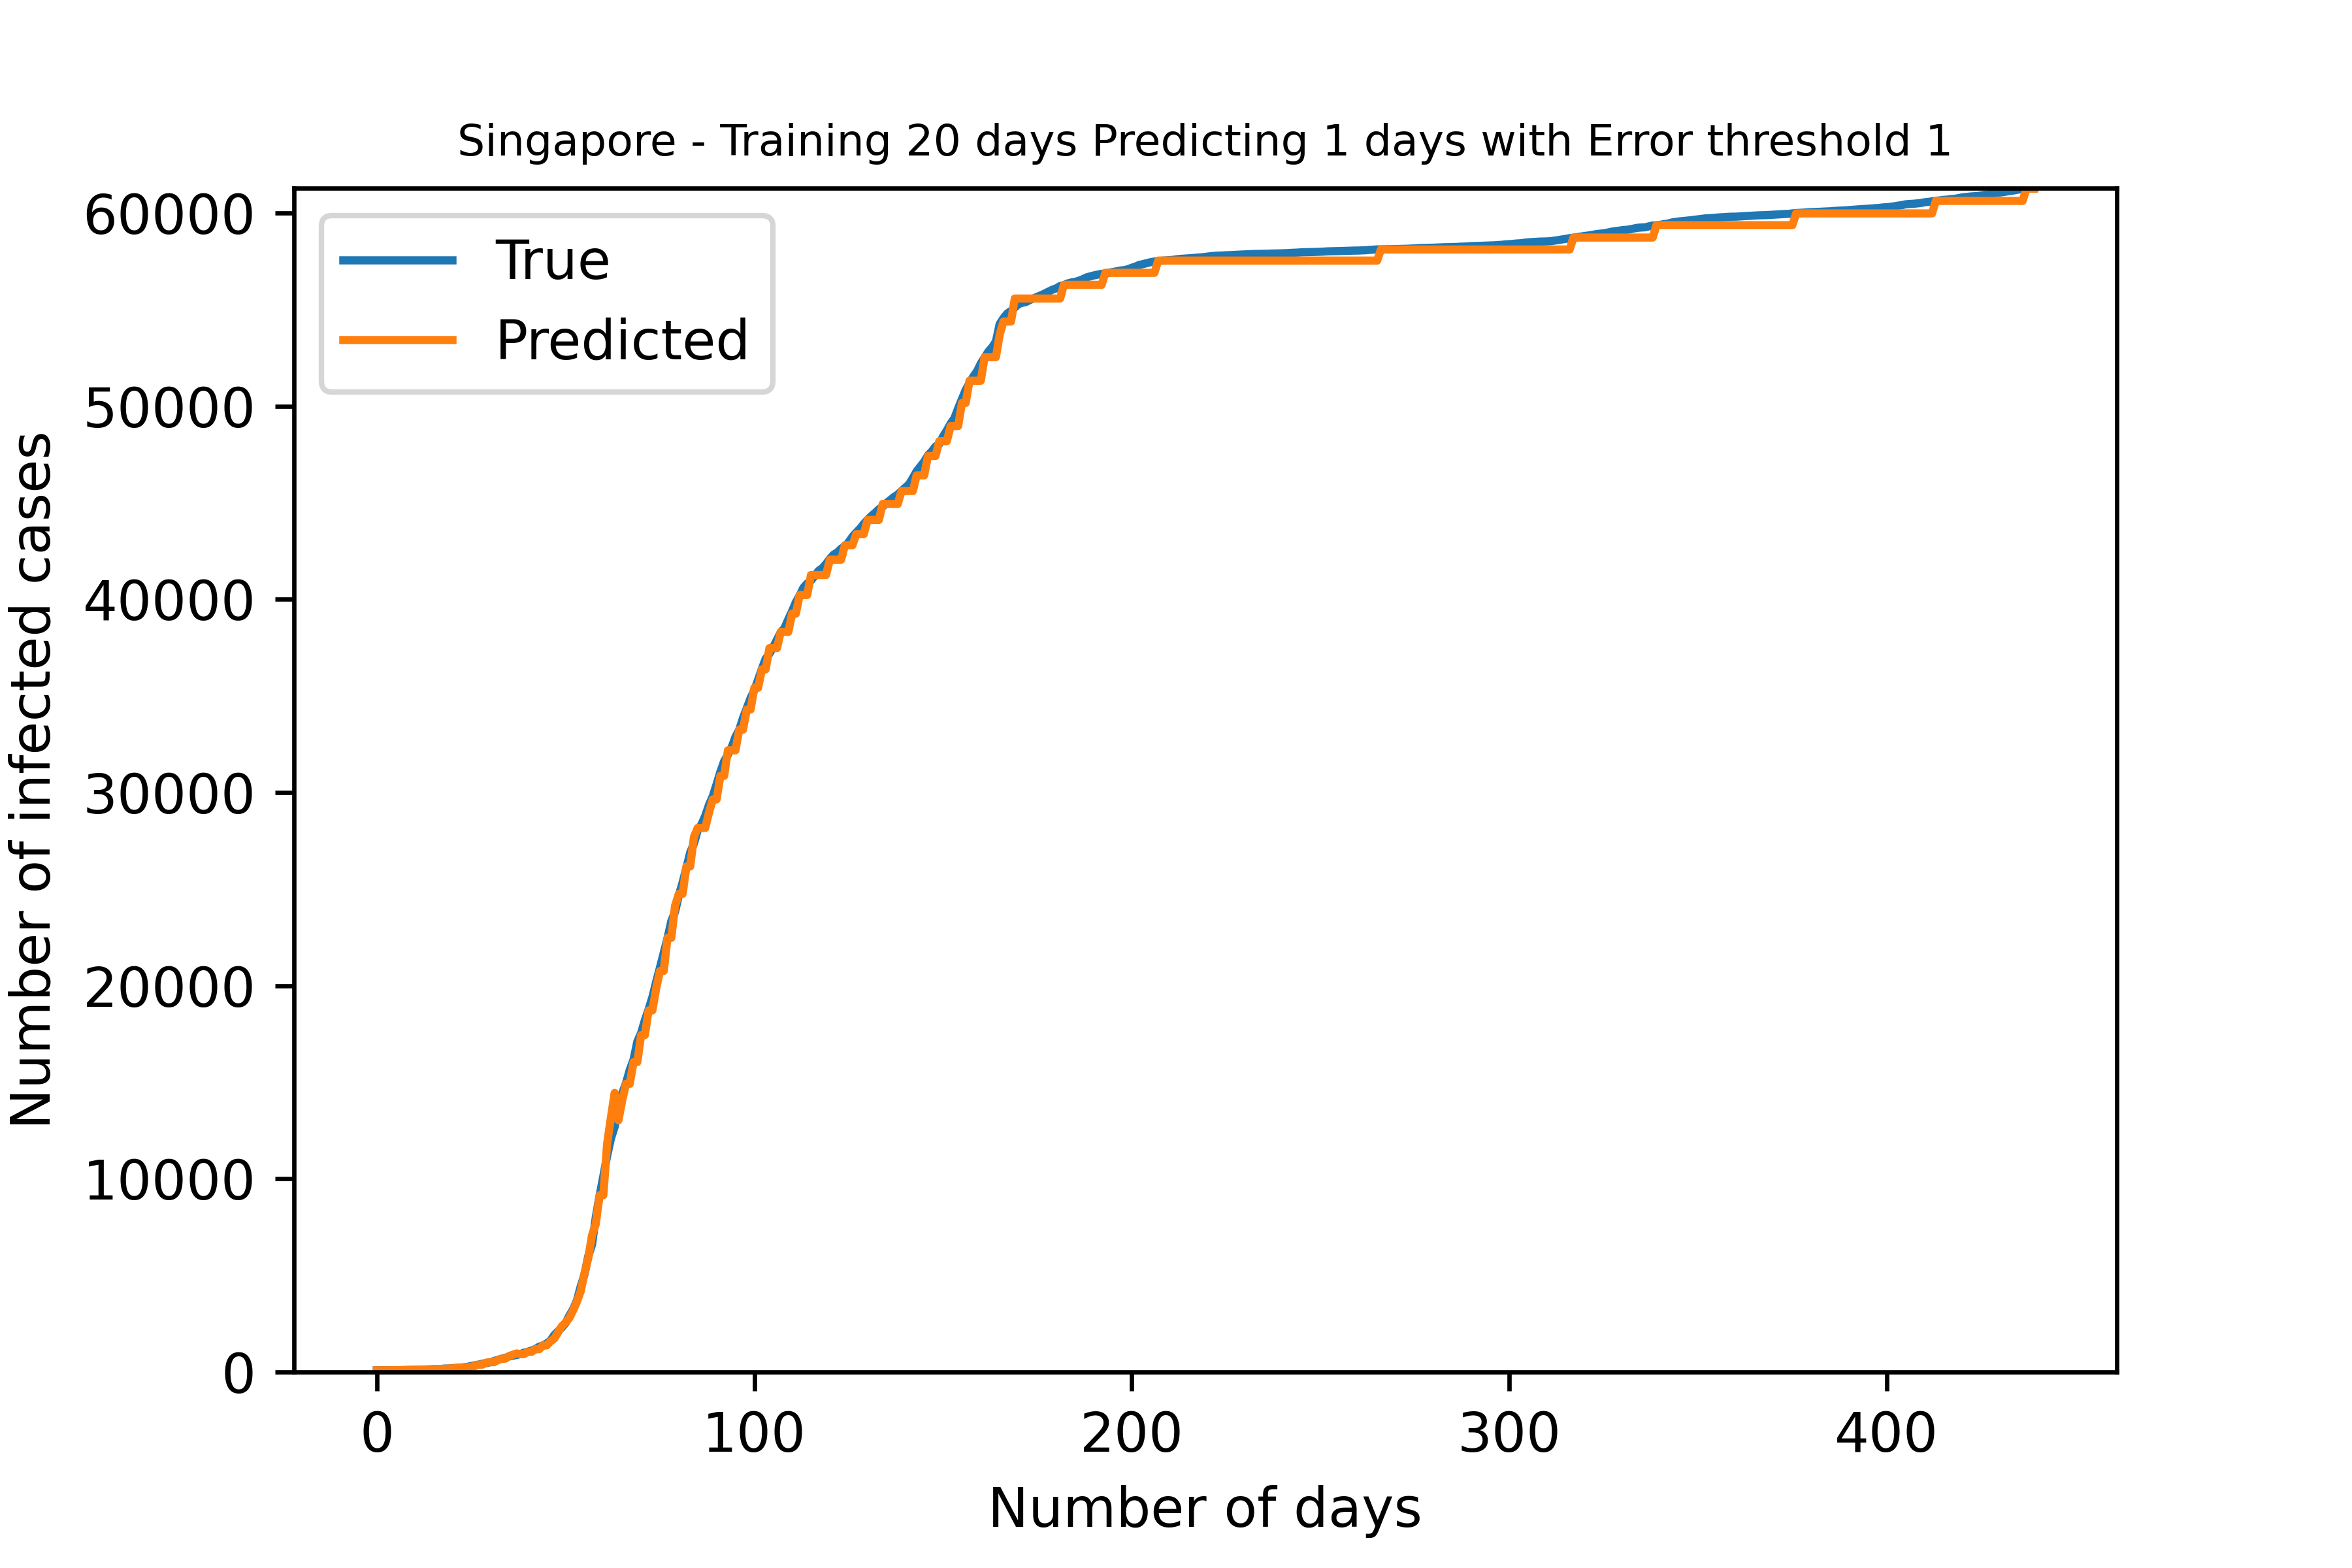 Singapore - Training 20 days Predicting 1 days with Error threshold 1
True
Predicted
Number of infected cases
60000
50000
40000
30000
20000
10000
0
0 100 200 300 400
Number of days